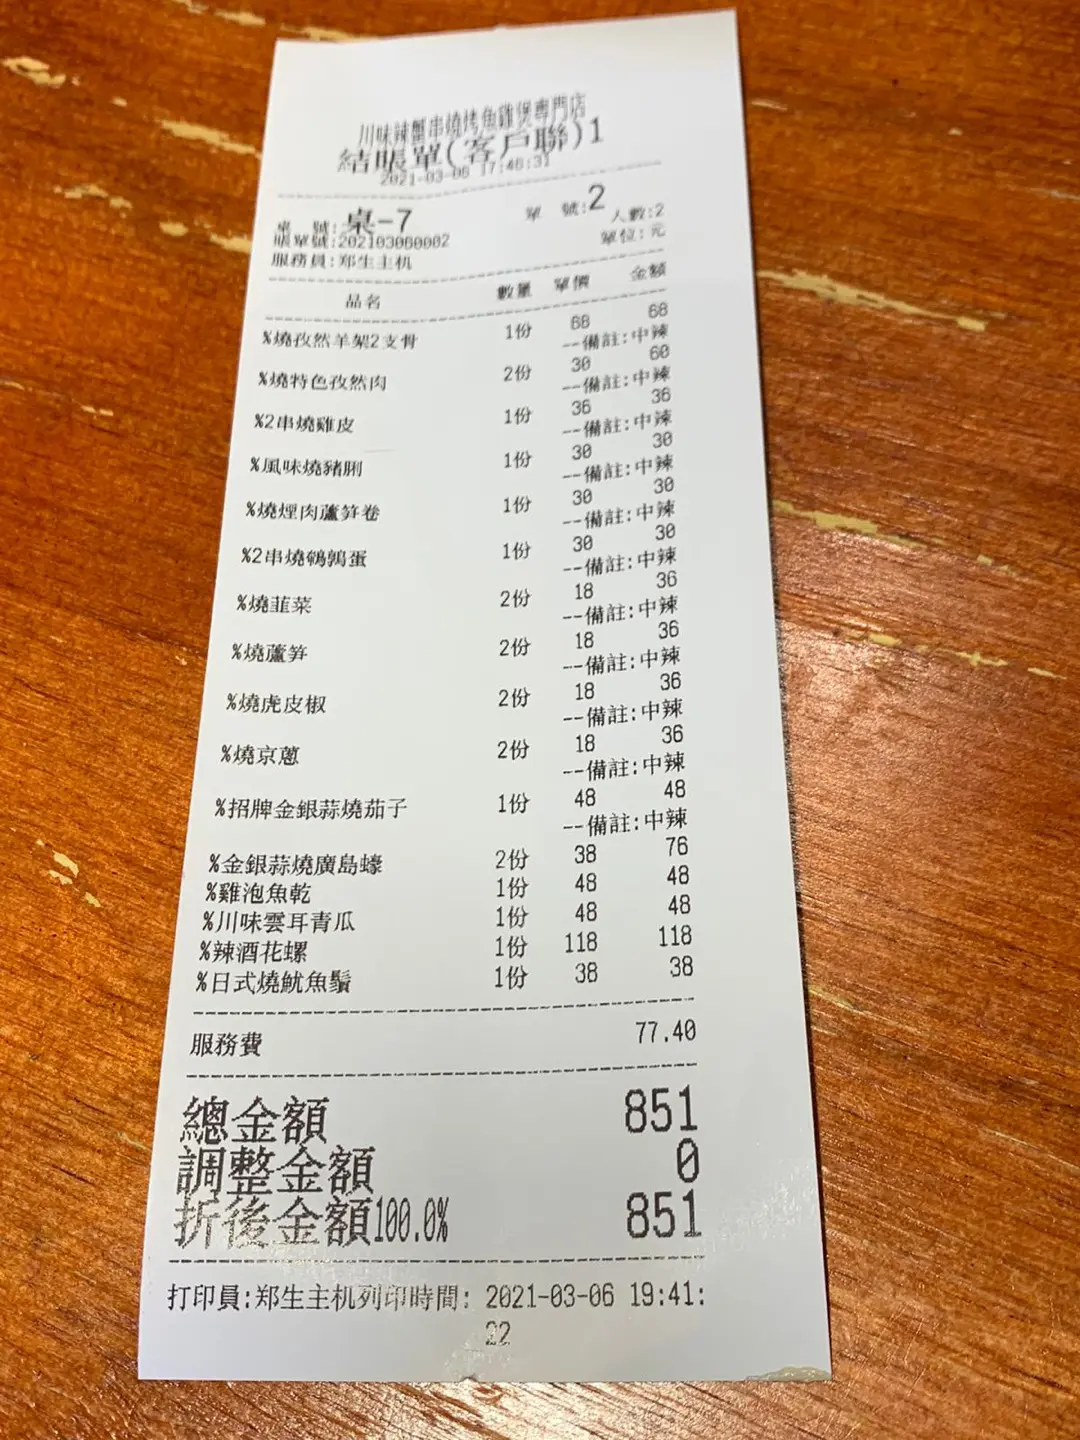 川味辣蟹串燒烤魚雞煲專門店
結賬單(客戶聯)1
2021-03-06 17:46:31
桌 號:桌-7 單 號:2
賬單號:202103060002 人數:2
服務員:郑生主机 單位:元
品名 數量 單價 金額
%燒孜然羊架2支骨 1份 68 68
--備註:中辣
%燒特色孜然肉 2份 30 60
--備註:中辣
%2串燒雞皮 1份 36 36
--備註:中辣
%風味燒豬脷 1份 30 30
--備註:中辣
%燒煙肉蘆笋卷 1份 30 30
--備註:中辣
%2串燒鵪鶉蛋 1份 30 30
--備註:中辣
%燒韮菜 2份 18 36
--備註:中辣
%燒蘆笋 2份 18 36
--備註:中辣
%燒虎皮椒 2份 18 36
--備註:中辣
%燒京蔥 2份 18 36
--備註:中辣
%招牌金銀蒜燒茄子 1份 48 48
--備註:中辣
%金銀蒜燒廣島蠔 2份 38 76
%雞泡魚乾 1份 48 48
%川味雲耳青瓜 1份 48 48
%辣酒花螺 1份 118 118
%日式燒魷魚鬚 1份 38 38
服務費 77.40
總金額 851
調整金額 0
折後金額100.0% 851
打印員:郑生主机列印時間: 2021-03-06 19:41:
22